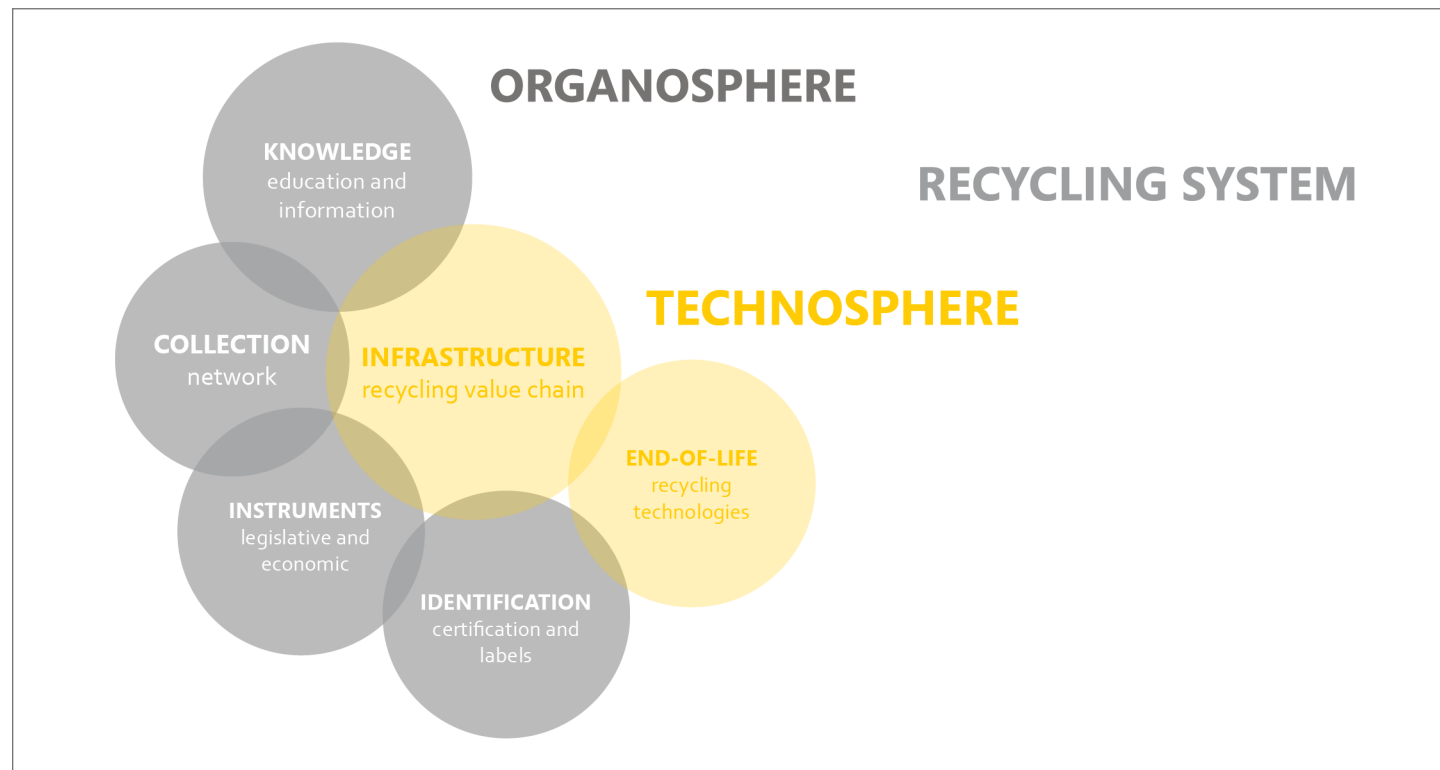 ORGANOSPHERE
KNOWLEDGE
education and
information
RECYCLING SYSTEM
TECHNOSPHERE
COLLECTION
network
INFRASTRUCTURE
recycling value chain
END-OF-LIFE
recycling
technologies
INSTRUMENTS
legislative and
economic
IDENTIFICATION
certification and
labels